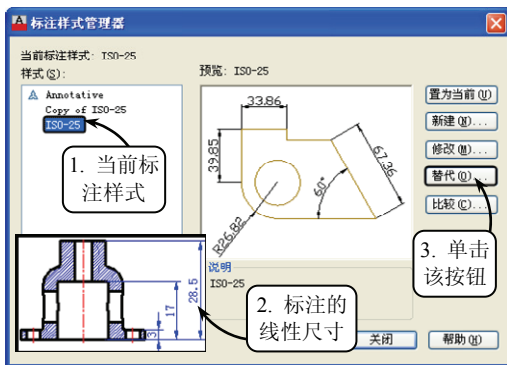 标注样式管理器
当前标注样式: ISO-25
样式(S):
Annotative
Copy of ISO-25
ISO-25
1. 当前标
注样式
预览: ISO-25
33.86
39.85
67.36
60°
R26.82
置为当前(U)
新建(N)...
修改(M)...
替代(O)...
比较(C)...
3. 单击
该按钮
说明
ISO-25
2. 标注的
线性尺寸
28.5
17
3
关闭
帮助(H)